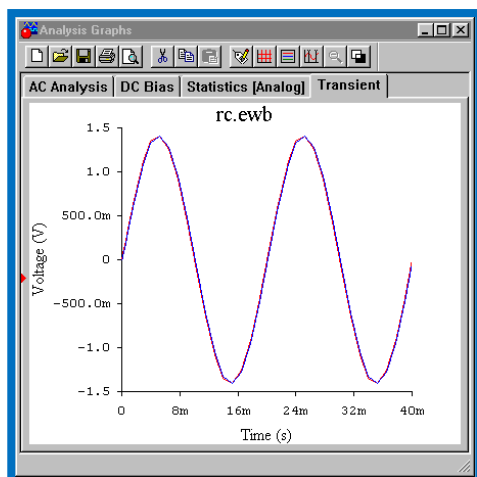 Analysis Graphs
AC Analysis DC Bias Statistics [Analog] Transient
rc.ewb
Voltage (V)
1.5
1.0
500.0m
0
-500.0m
-1.0
-1.5
0 8m 16m 24m 32m 40m
Time (s)